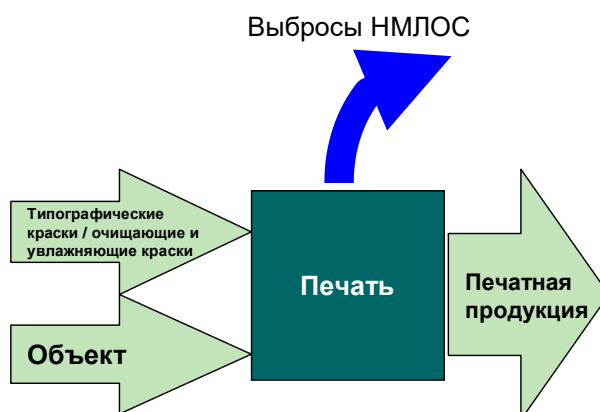 Выбросы НМЛОС
Типографические
краски / очищающие и
увлажняющие краски
Печать
Печатная
продукция
Объект